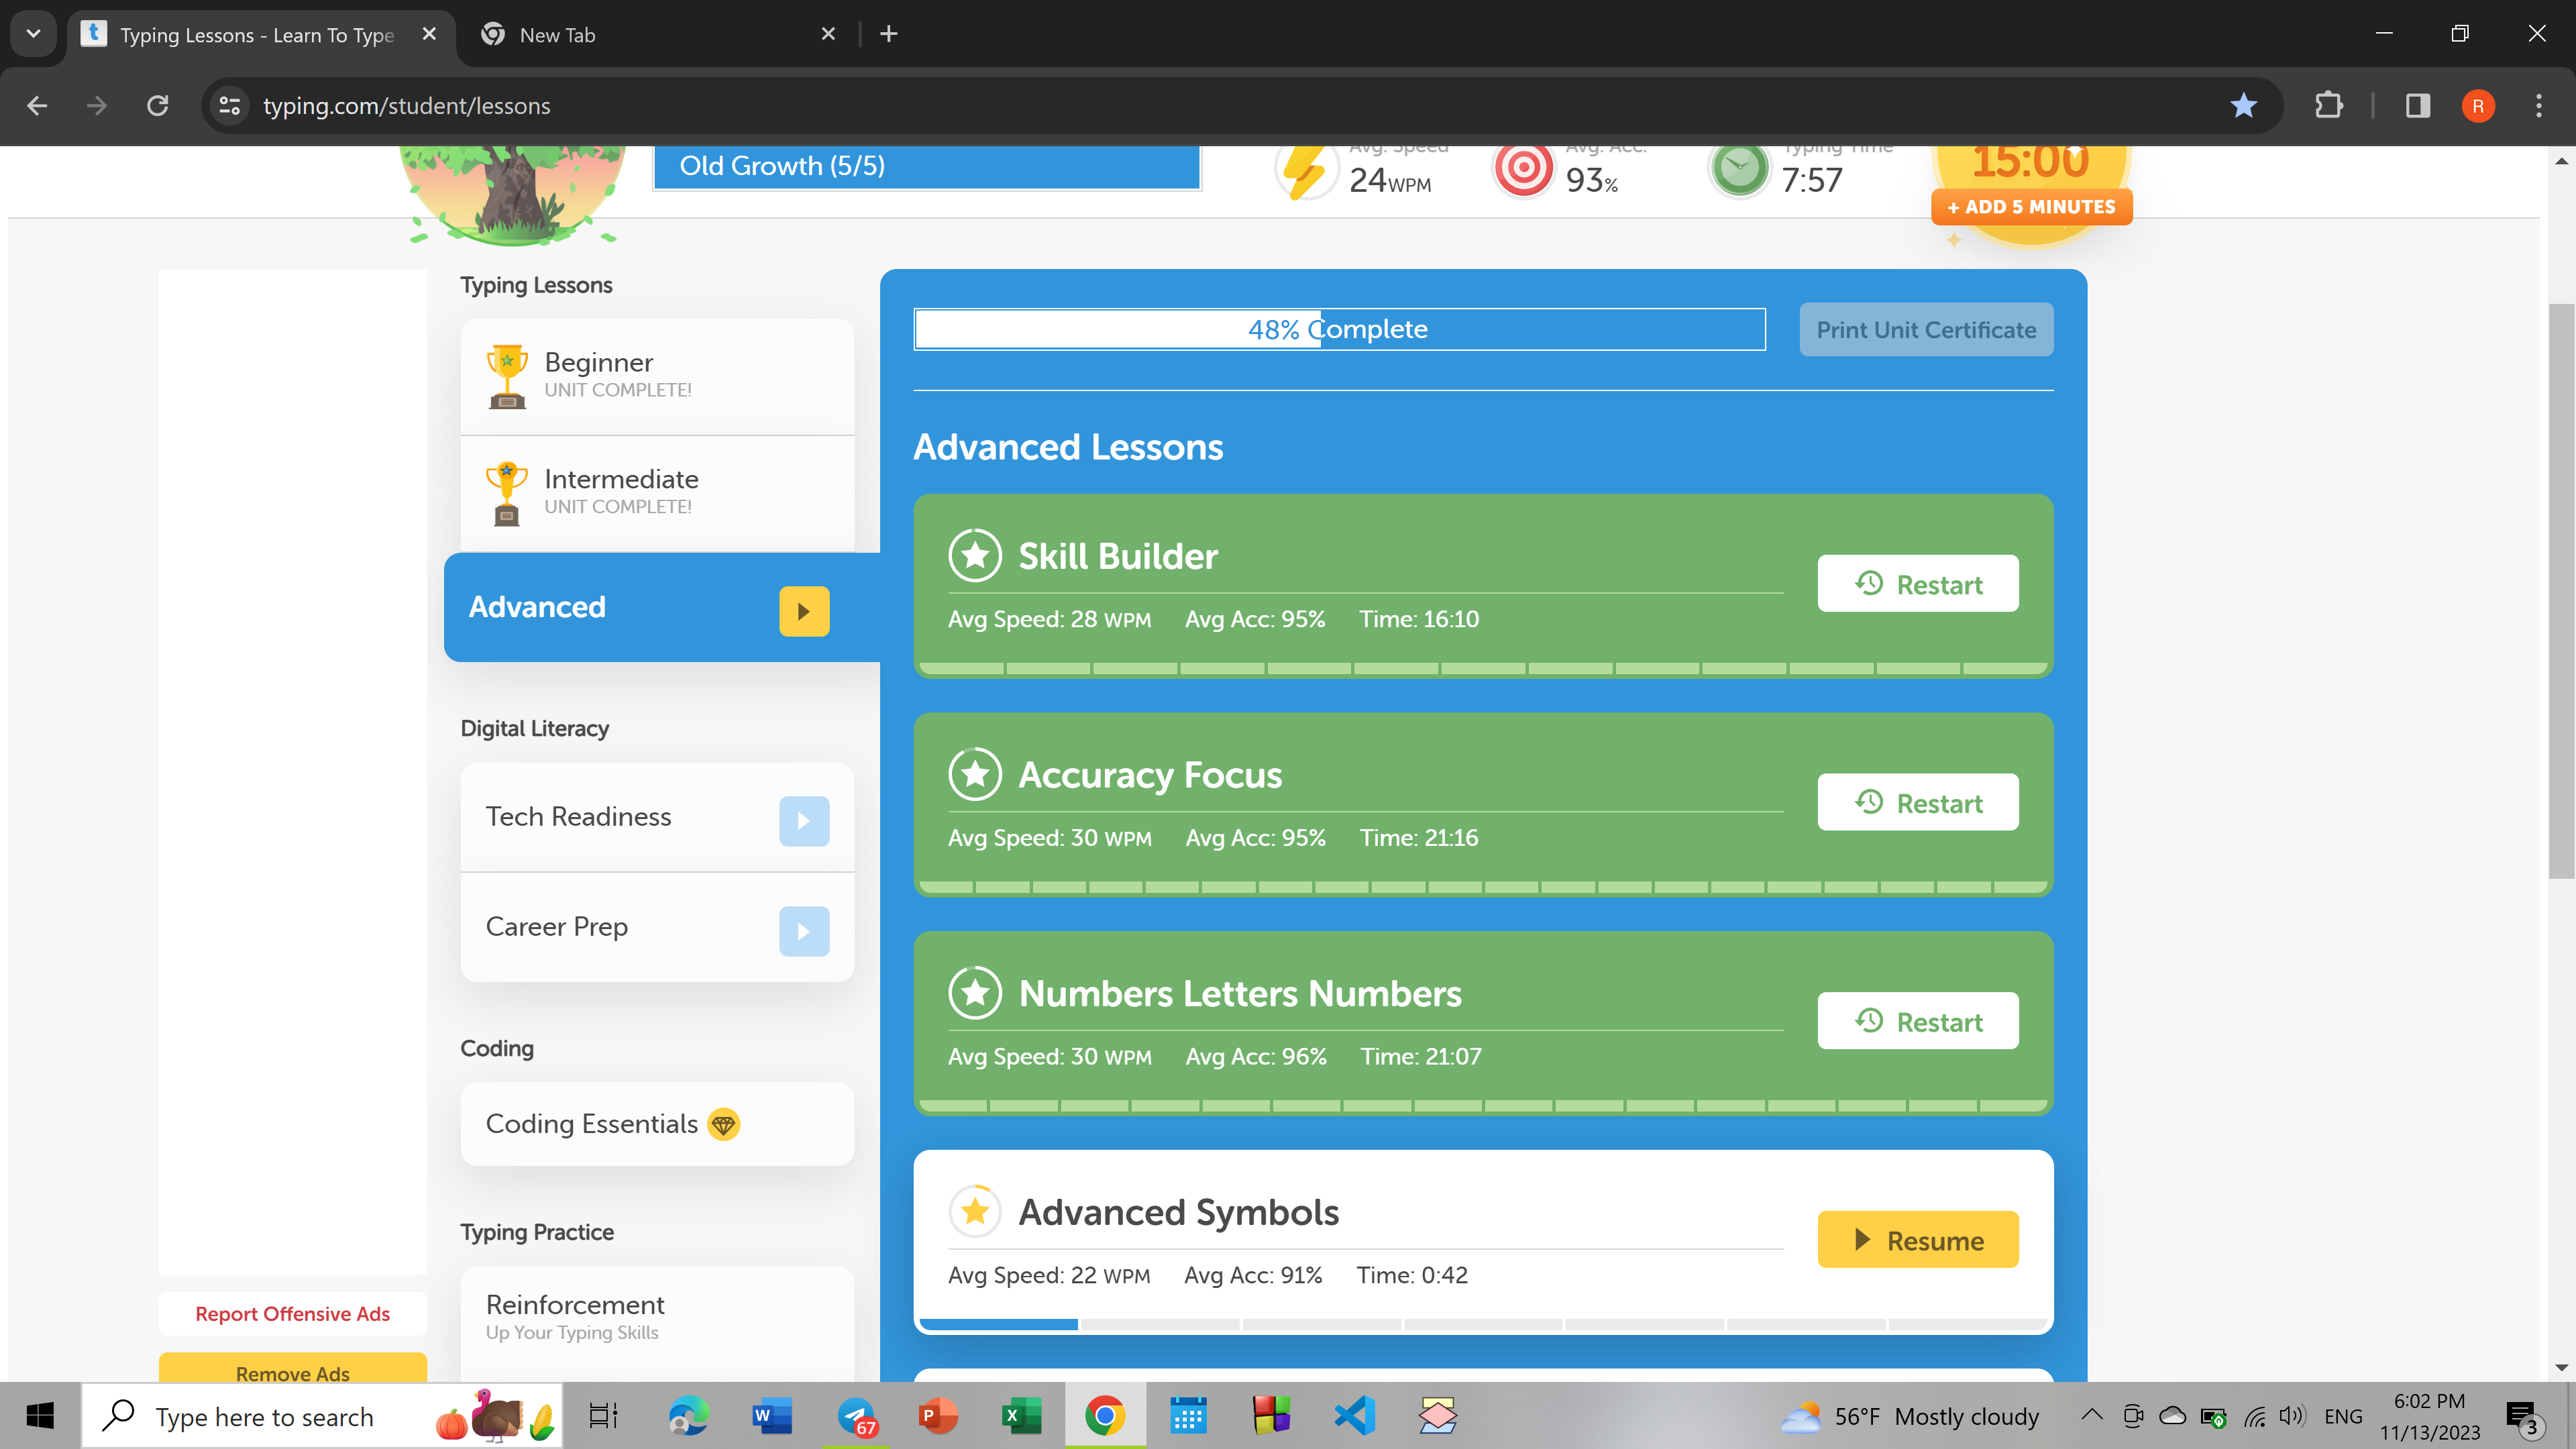 Typing Lessons - Learn To Type
New Tab
typing.com/student/lessons
R
Old Growth (5/5)
Avg. Speed
24WPM
Avg. Acc.
93%
Typing Time
7:57
15:00
+ ADD 5 MINUTES
Typing Lessons
Beginner
UNIT COMPLETE!
Intermediate
UNIT COMPLETE!
Advanced
Digital Literacy
Tech Readiness
Career Prep
Coding
Coding Essentials
Typing Practice
Reinforcement
Up Your Typing Skills
Report Offensive Ads
Remove Ads
48% Complete
Print Unit Certificate
Advanced Lessons
Skill Builder
Avg Speed: 28 WPM Avg Acc: 95% Time: 16:10
Restart
Accuracy Focus
Avg Speed: 30 WPM Avg Acc: 95% Time: 21:16
Restart
Numbers Letters Numbers
Avg Speed: 30 WPM Avg Acc: 96% Time: 21:07
Restart
Advanced Symbols
Avg Speed: 22 WPM Avg Acc: 91% Time: 0:42
Resume
Type here to search
67
56°F Mostly cloudy
ENG
6:02 PM
11/13/2023
3